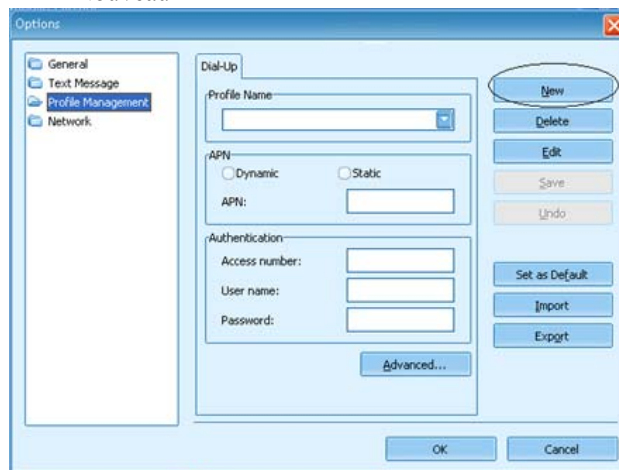 Options
General
Text Message
Profile Management
Network
Dial-Up
Profile Name
APN
Dynamic
Static
APN:
Authentication
Access number:
User name:
Password:
Advanced...
New
Delete
Edit
Save
Undo
Set as Default
Import
Export
OK
Cancel